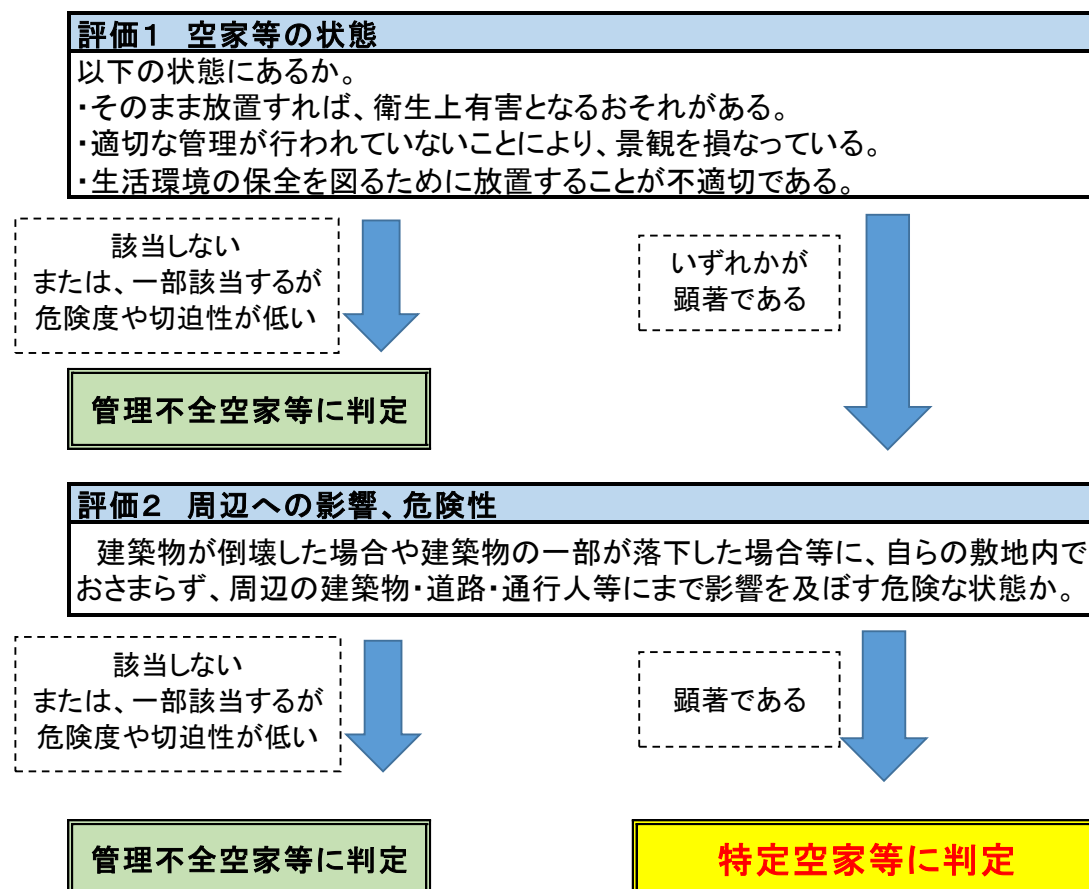 評価1 空家等の状態
以下の状態にあるか。
・そのまま放置すれば、衛生上有害となるおそれがある。
・適切な管理が行われていないことにより、景観を損なっている。
・生活環境の保全を図るために放置することが不適切である。
該当しない
または、一部該当するが
危険度や切迫性が低い
いずれかが
顕著である
管理不全空家等に判定
評価2 周辺への影響、危険性
建築物が倒壊した場合や建築物の一部が落下した場合等に、自らの敷地内で
おさまらず、周辺の建築物・道路・通行人等にまで影響を及ぼす危険な状態か。
該当しない
または、一部該当するが
危険度や切迫性が低い
顕著である
管理不全空家等に判定
特定空家等に判定